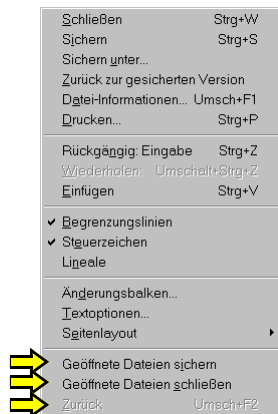 Schließen Strg+W
Sichern Strg+S
Sichern unter...
Zurück zur gesicherten Version
Datei-Informationen... Umsch+F1
Drucken... Strg+P
Rückgängig: Eingabe Strg+Z
Wiederholen: Umschalt+Strg+Z
Einfügen Strg+V
Begrenzungslinien
Steuerzeichen
Lineale
Änderungsbalken...
Textoptionen...
Seitenlayout
Geöffnete Dateien sichern
Geöffnete Dateien schließen
Zurück Umsch+F2